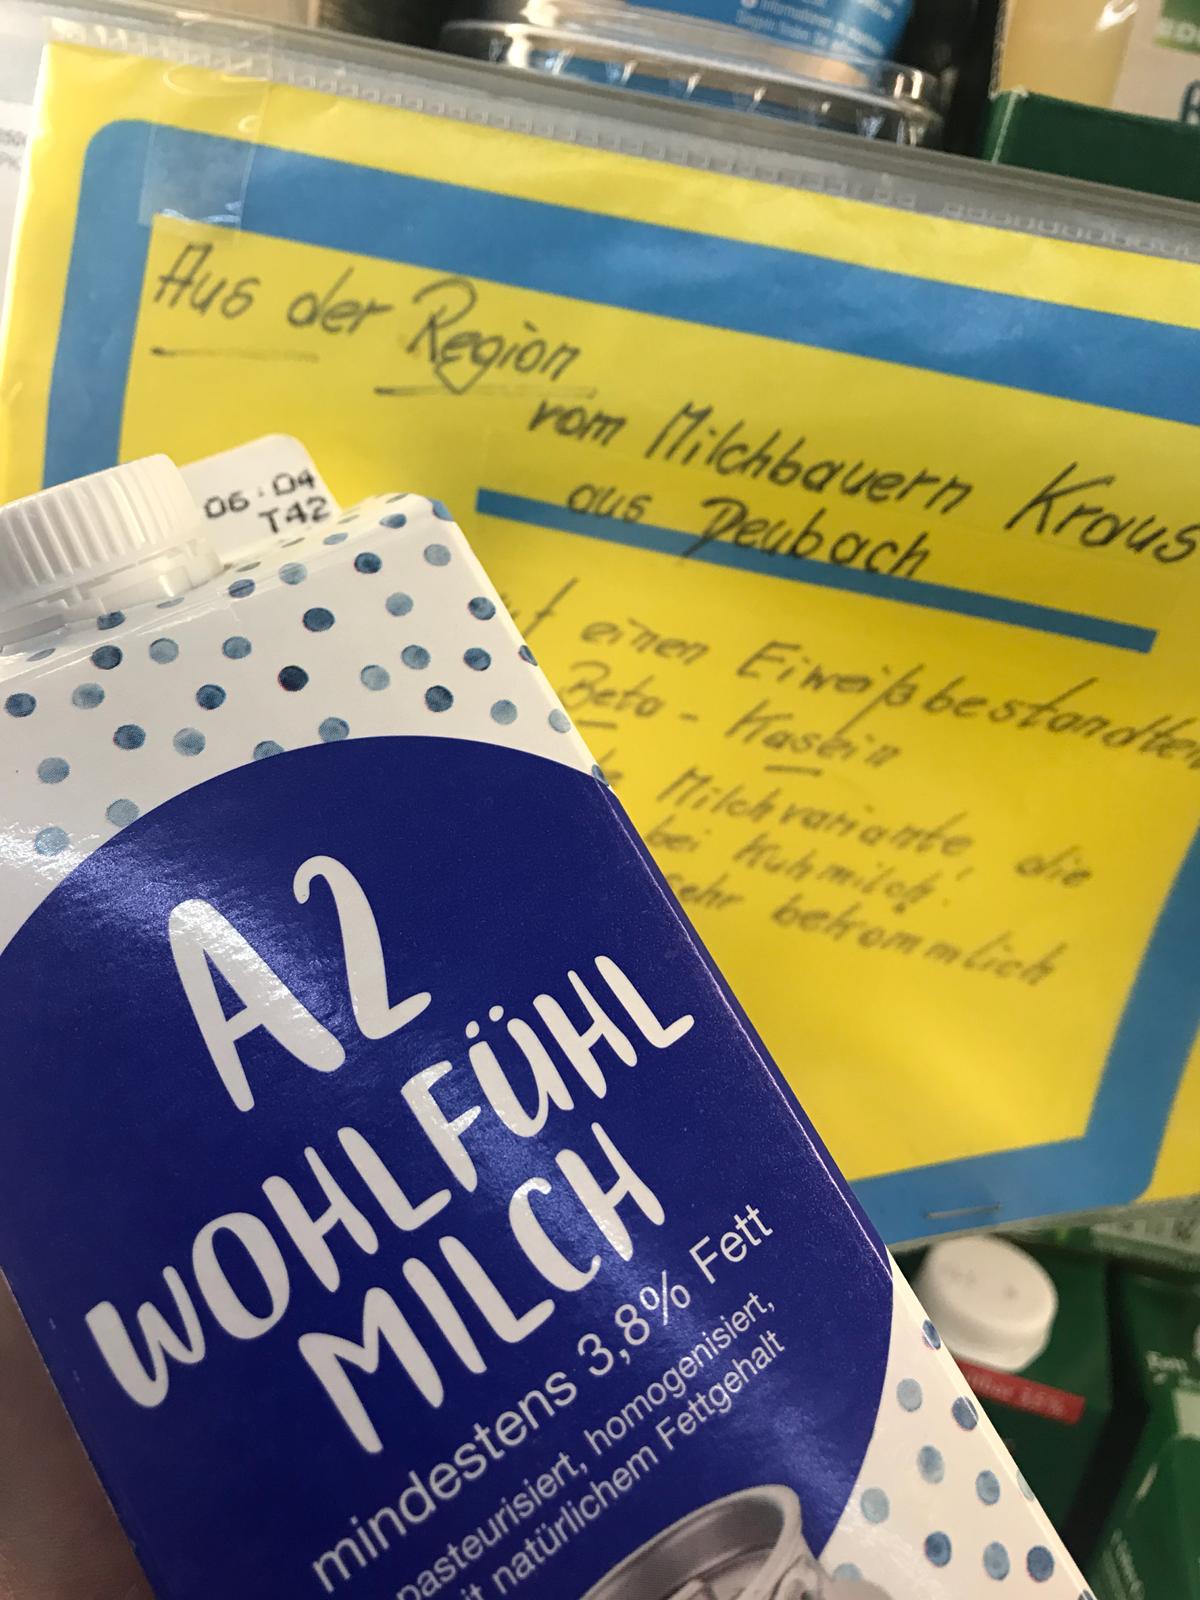 Aus der Region
vom Milchbauern Kraus
aus Deubach
einen Eiweißbestandteil
Beta-Kasein
Milchvariante, die
bei Kuhmilch.
sehr bekömmlich
06.04
T42
A2
WOHLFÜHL
MILCH
mindestens 3,8% Fett
pasteurisiert, homogenisiert,
mit natürlichem Fettgehalt